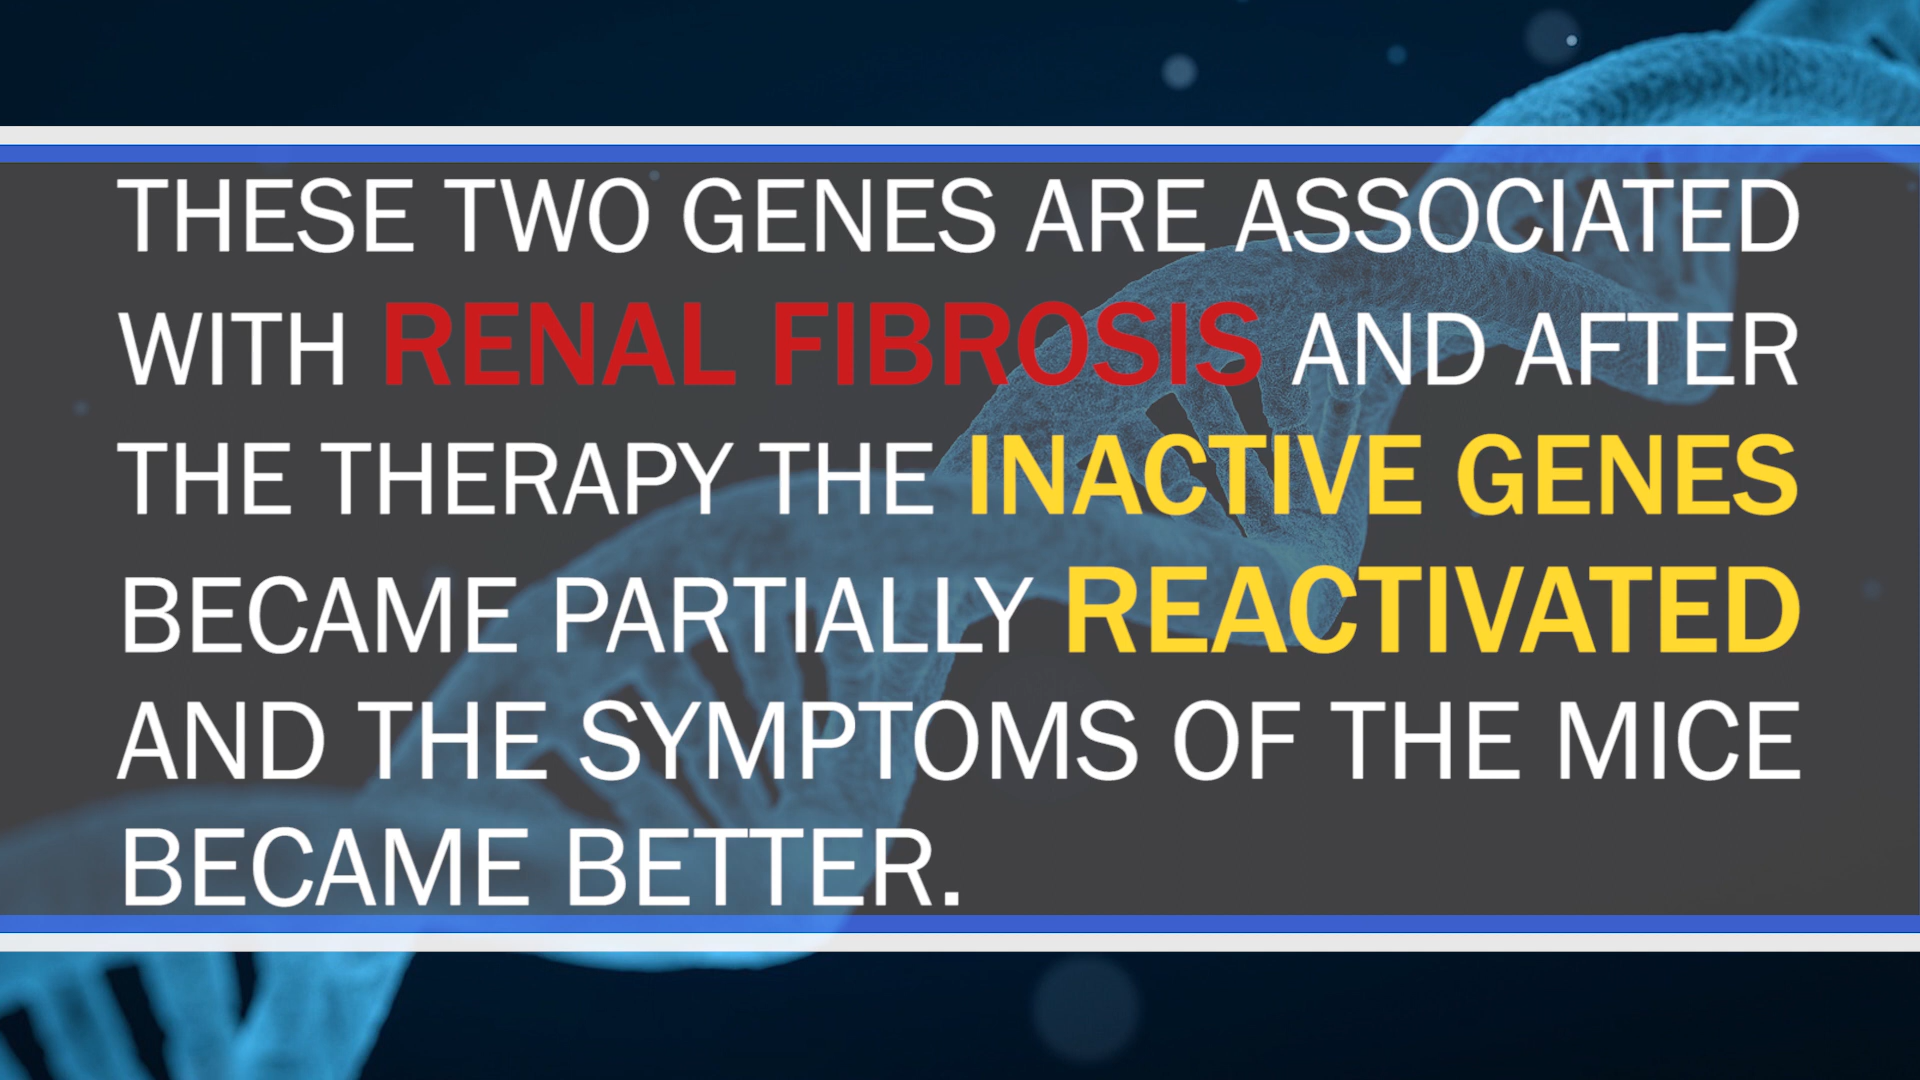 THESE TWO GENES ARE ASSOCIATED
WITH RENAL FIBROSIS AND AFTER
THE THERAPY THE INACTIVE GENES
BECAME PARTIALLY REACTIVATED
AND THE SYMPTOMS OF THE MICE
BECAME BETTER.